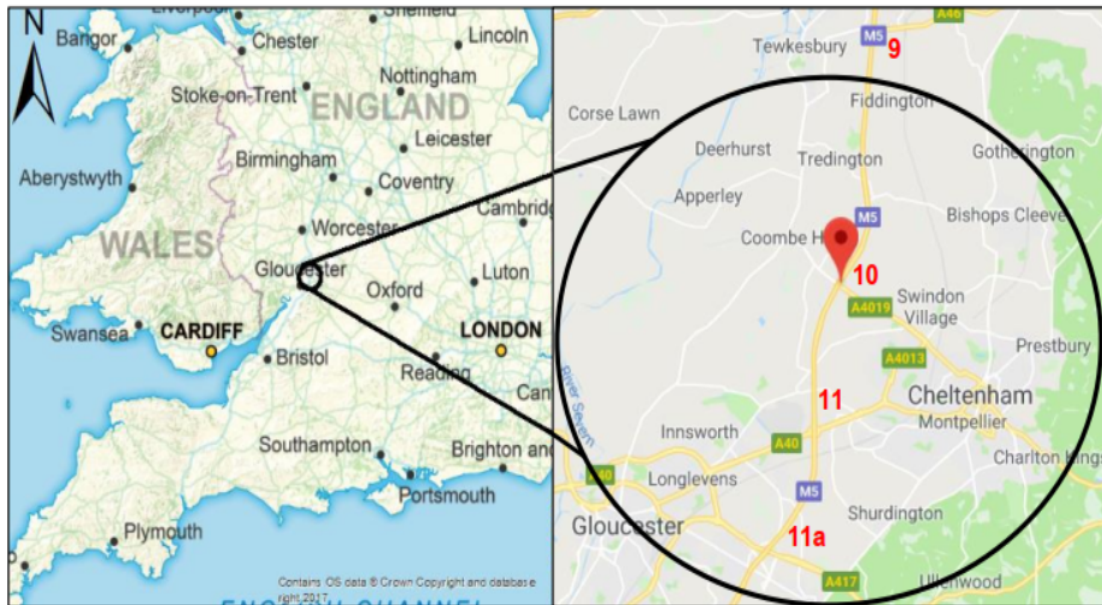 N
Liverpool
Sheffield
Bangor
Chester
Lincoln
Nottingham
Stoke-on-Trent
ENGLAND
Leicester
Birmingham
Aberystwyth
Coventry
Cambridg
Worcester
WALES
Gloucester
Luton
Oxford
Swansea
CARDIFF
LONDON
Bristol
Reading
Can
Southampton
Brighton and
Portsmouth
Plymouth
Contains OS data ® Crown Copyright and database
right 2017
ENGLISH CHANNEL
A46
M5
9
Tewkesbury
Fiddington
Corse Lawn
Deerhurst
Tredington
Gotherington
Apperley
M5
Bishops Cleeve
Coombe H
10
A4019
Swindon
Village
A4013
Prestbury
River Severn
11
Cheltenham
Montpellier
Innsworth
A40
A40
Longlevens
Charlton Kings
M5
Gloucester
Shurdington
11a
A417
Ullenwood